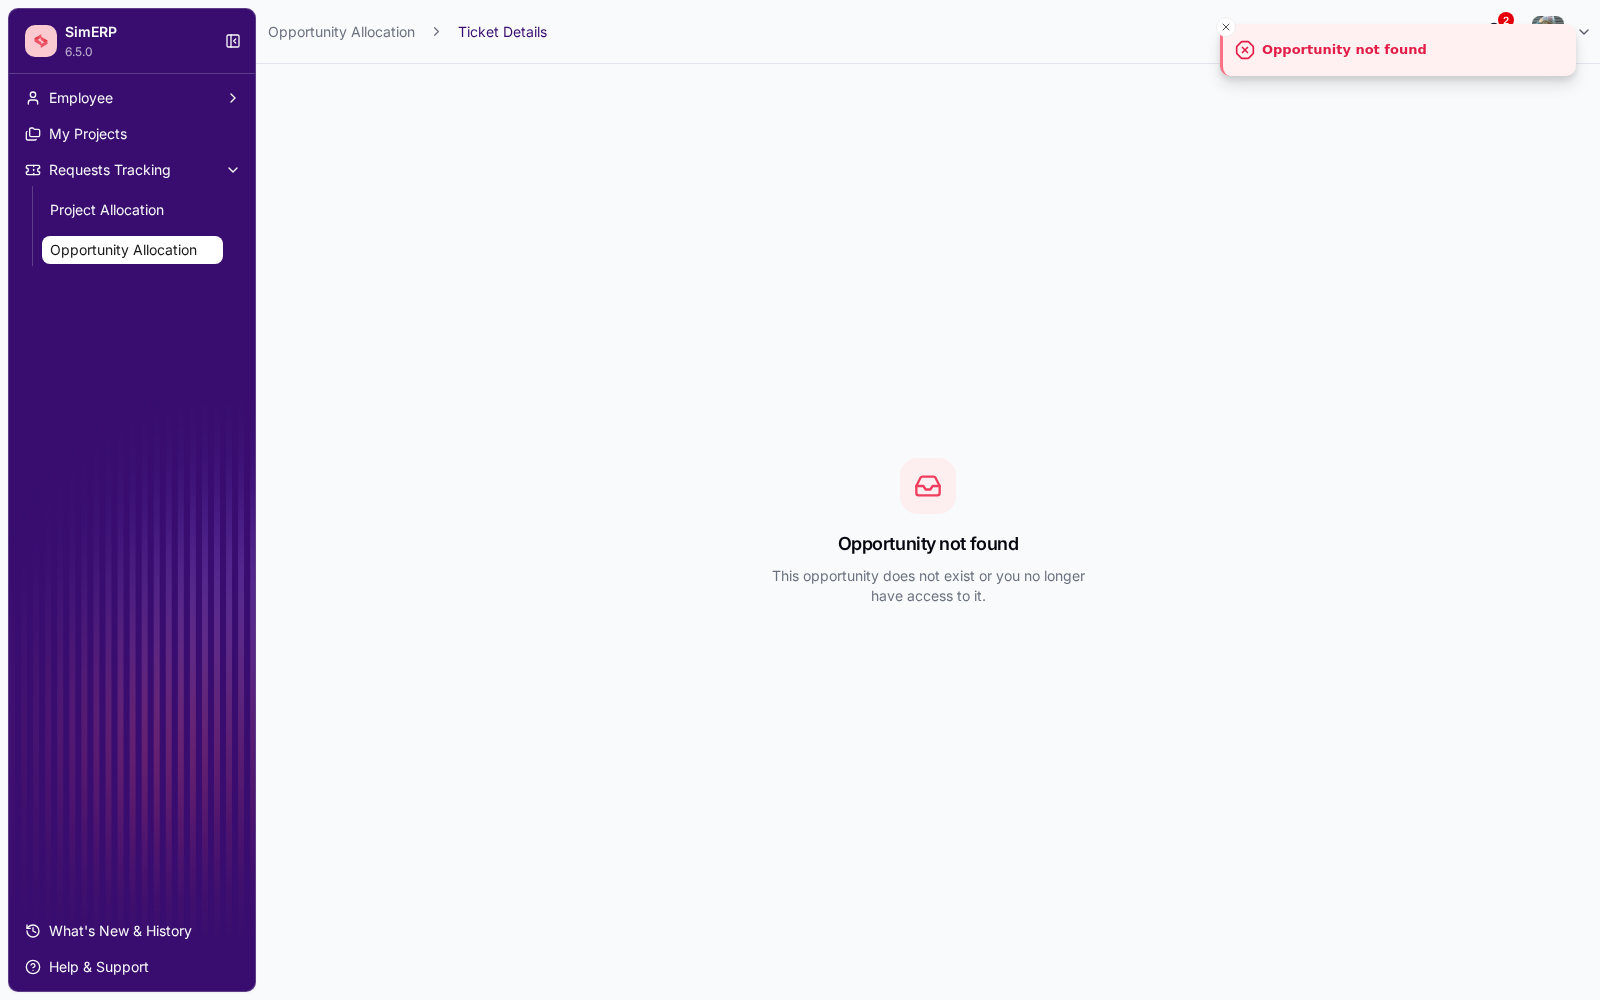 SimERP
6.5.0
Employee
My Projects
Requests Tracking
Project Allocation
Opportunity Allocation
What's New & History
Help & Support
Opportunity Allocation
Ticket Details
2
Opportunity not found
Opportunity not found
This opportunity does not exist or you no longer
have access to it.